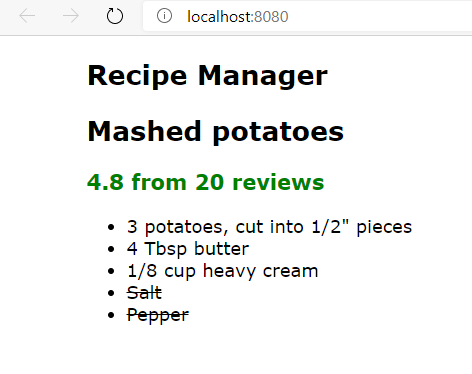 localhost:8080
Recipe Manager
Mashed potatoes
4.8 from 20 reviews
3 potatoes, cut into 1/2" pieces
4 Tbsp butter
1/8 cup heavy cream
Salt
Pepper